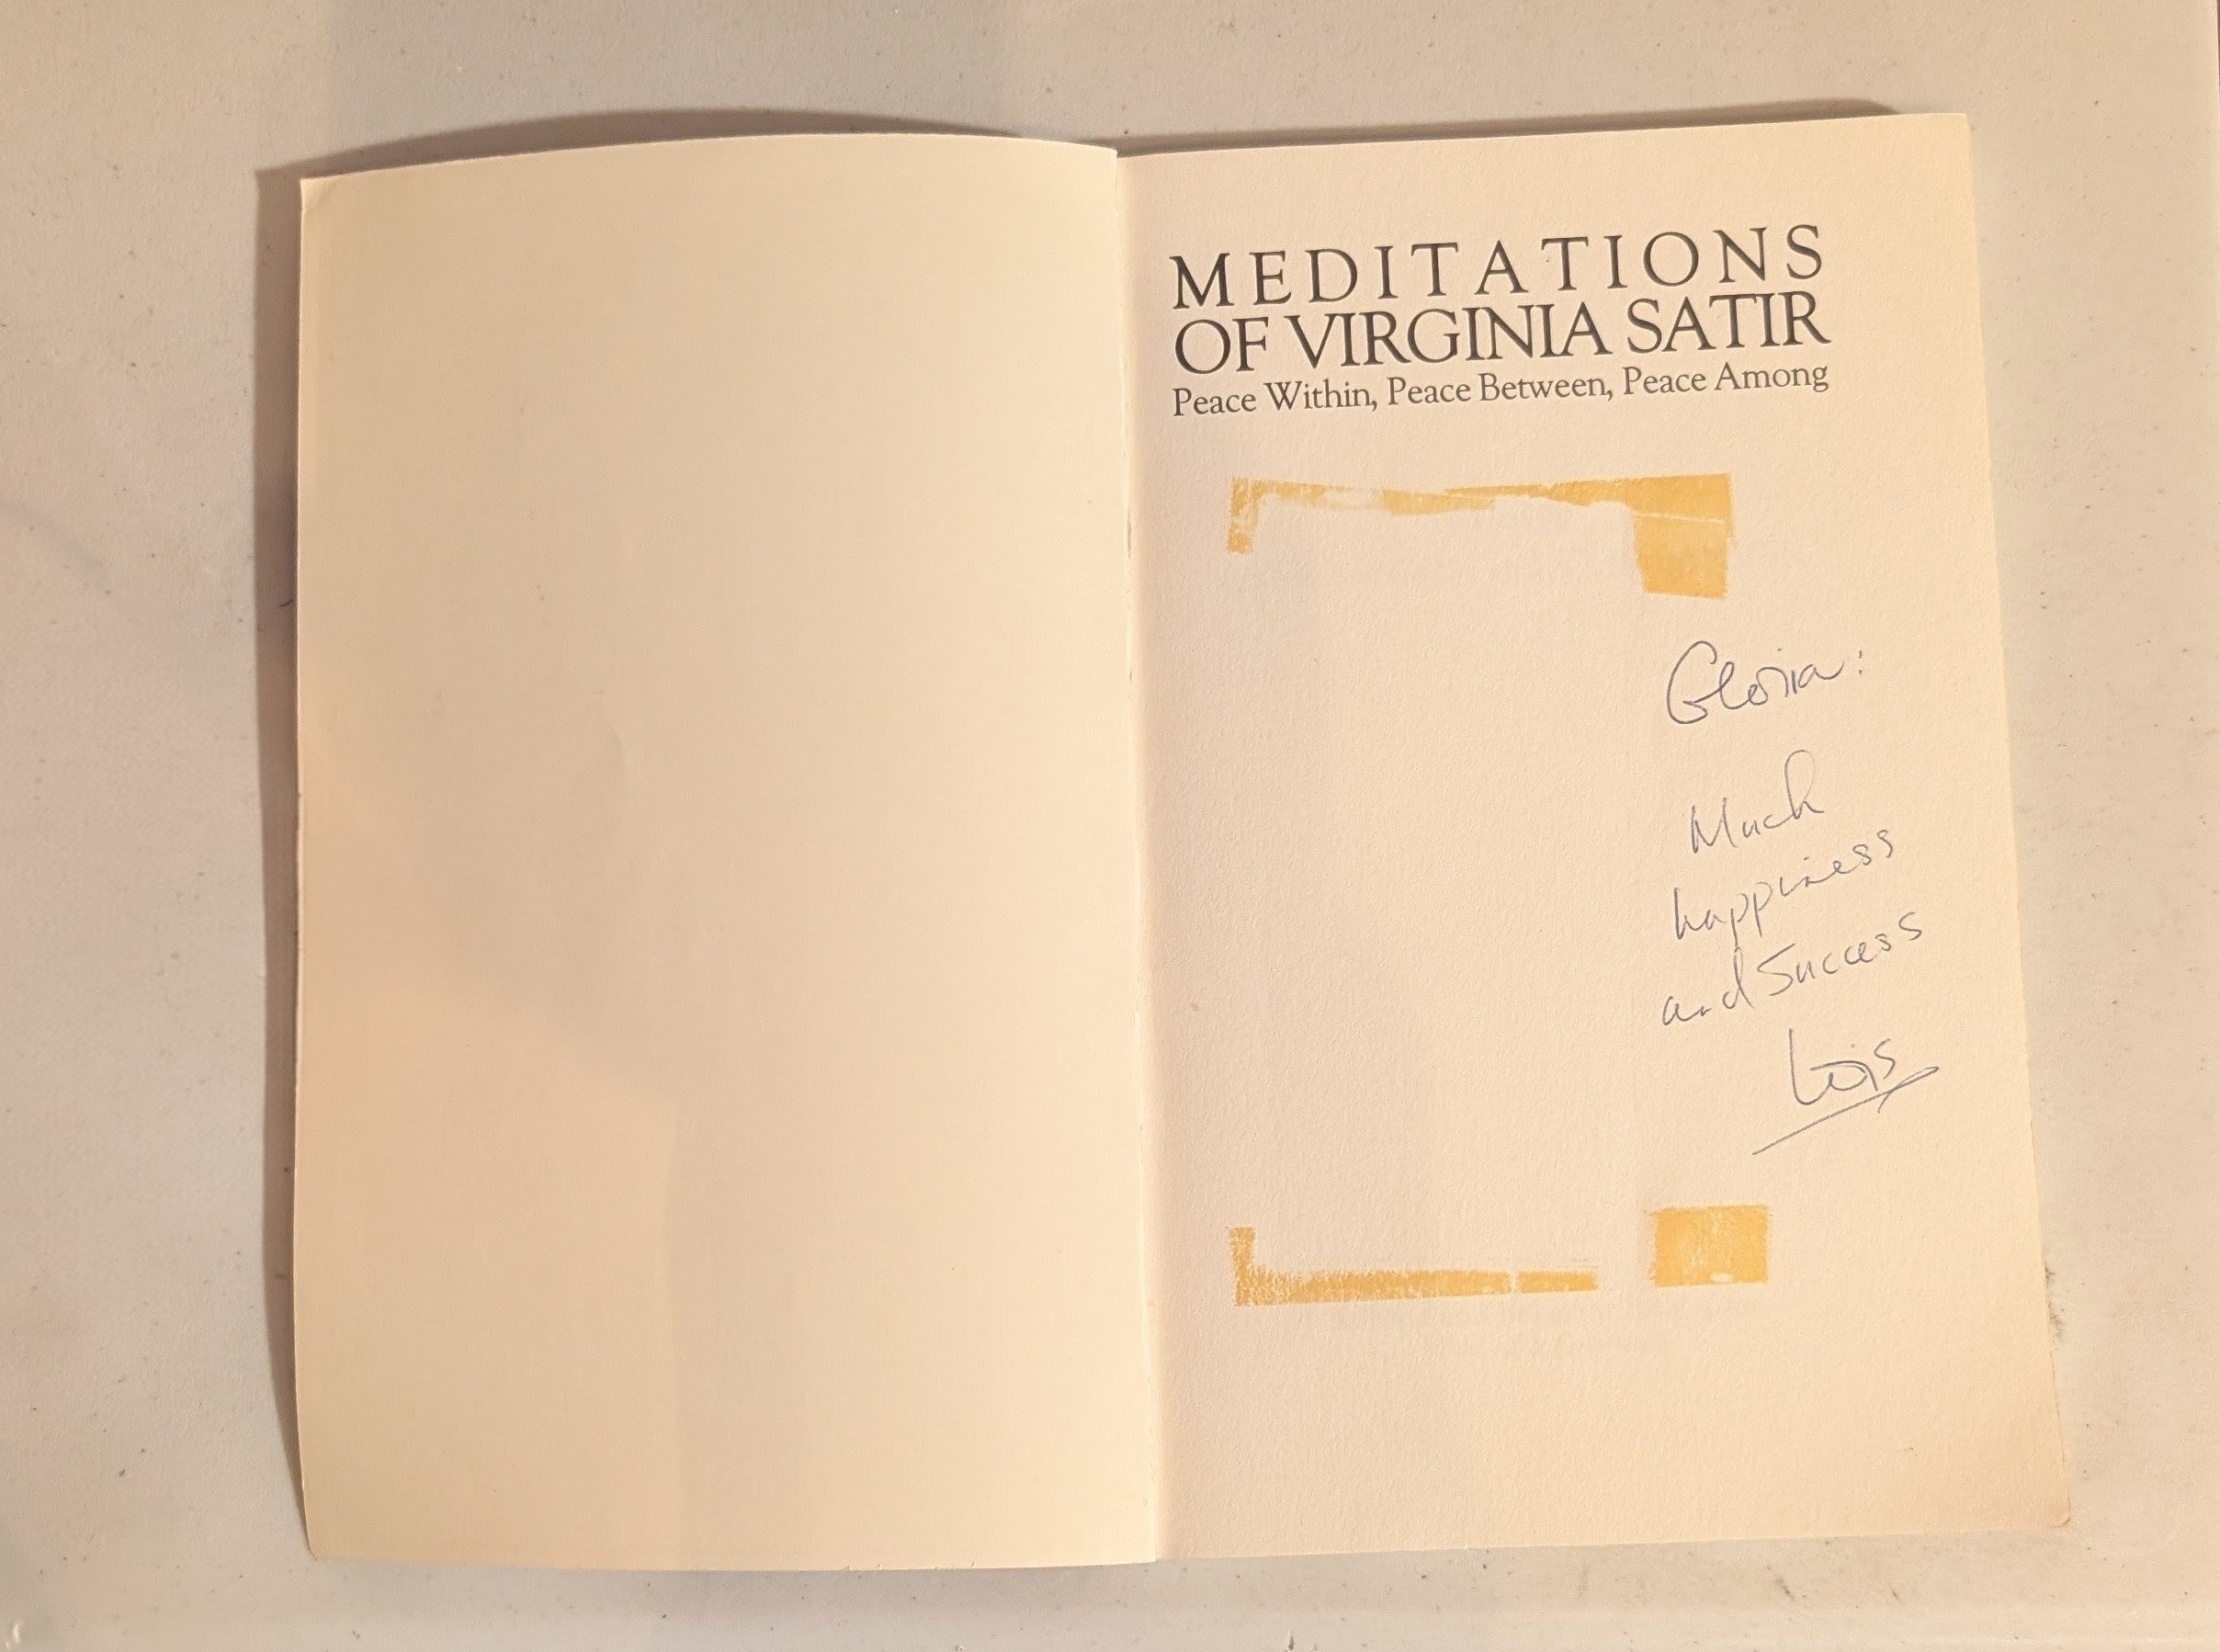 MEDITATIONS
OF VIRGINIA SATIR
Peace Within, Peace Between, Peace Among
Gloria:
Much
happiness
and Success
Lois